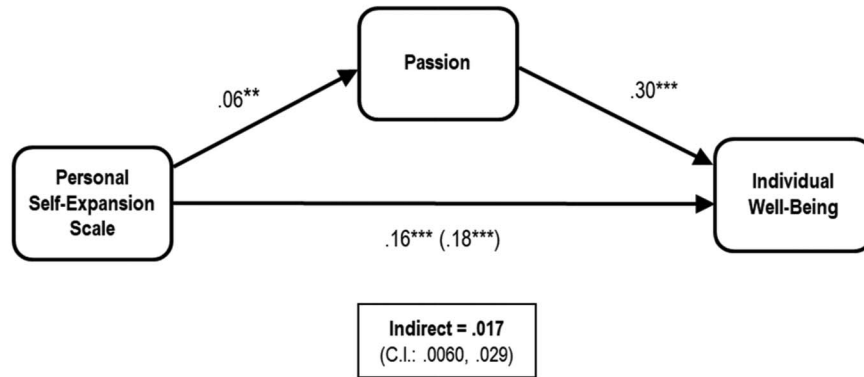 Passion
.06**
.30***
Personal
Self-Expansion
Scale
Individual
Well-Being
.16*** (.18***)
Indirect = .017
(C.I.: .0060, .029)